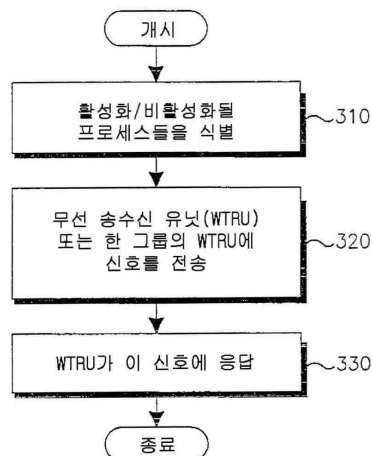 개시
활성화/비활성화될
프로세스들을 식별
310
무선 송수신 유닛(WTRU)
또는 한 그룹의 WTRU에
신호를 전송
320
WTRU가 이 신호에 응답
330
종료